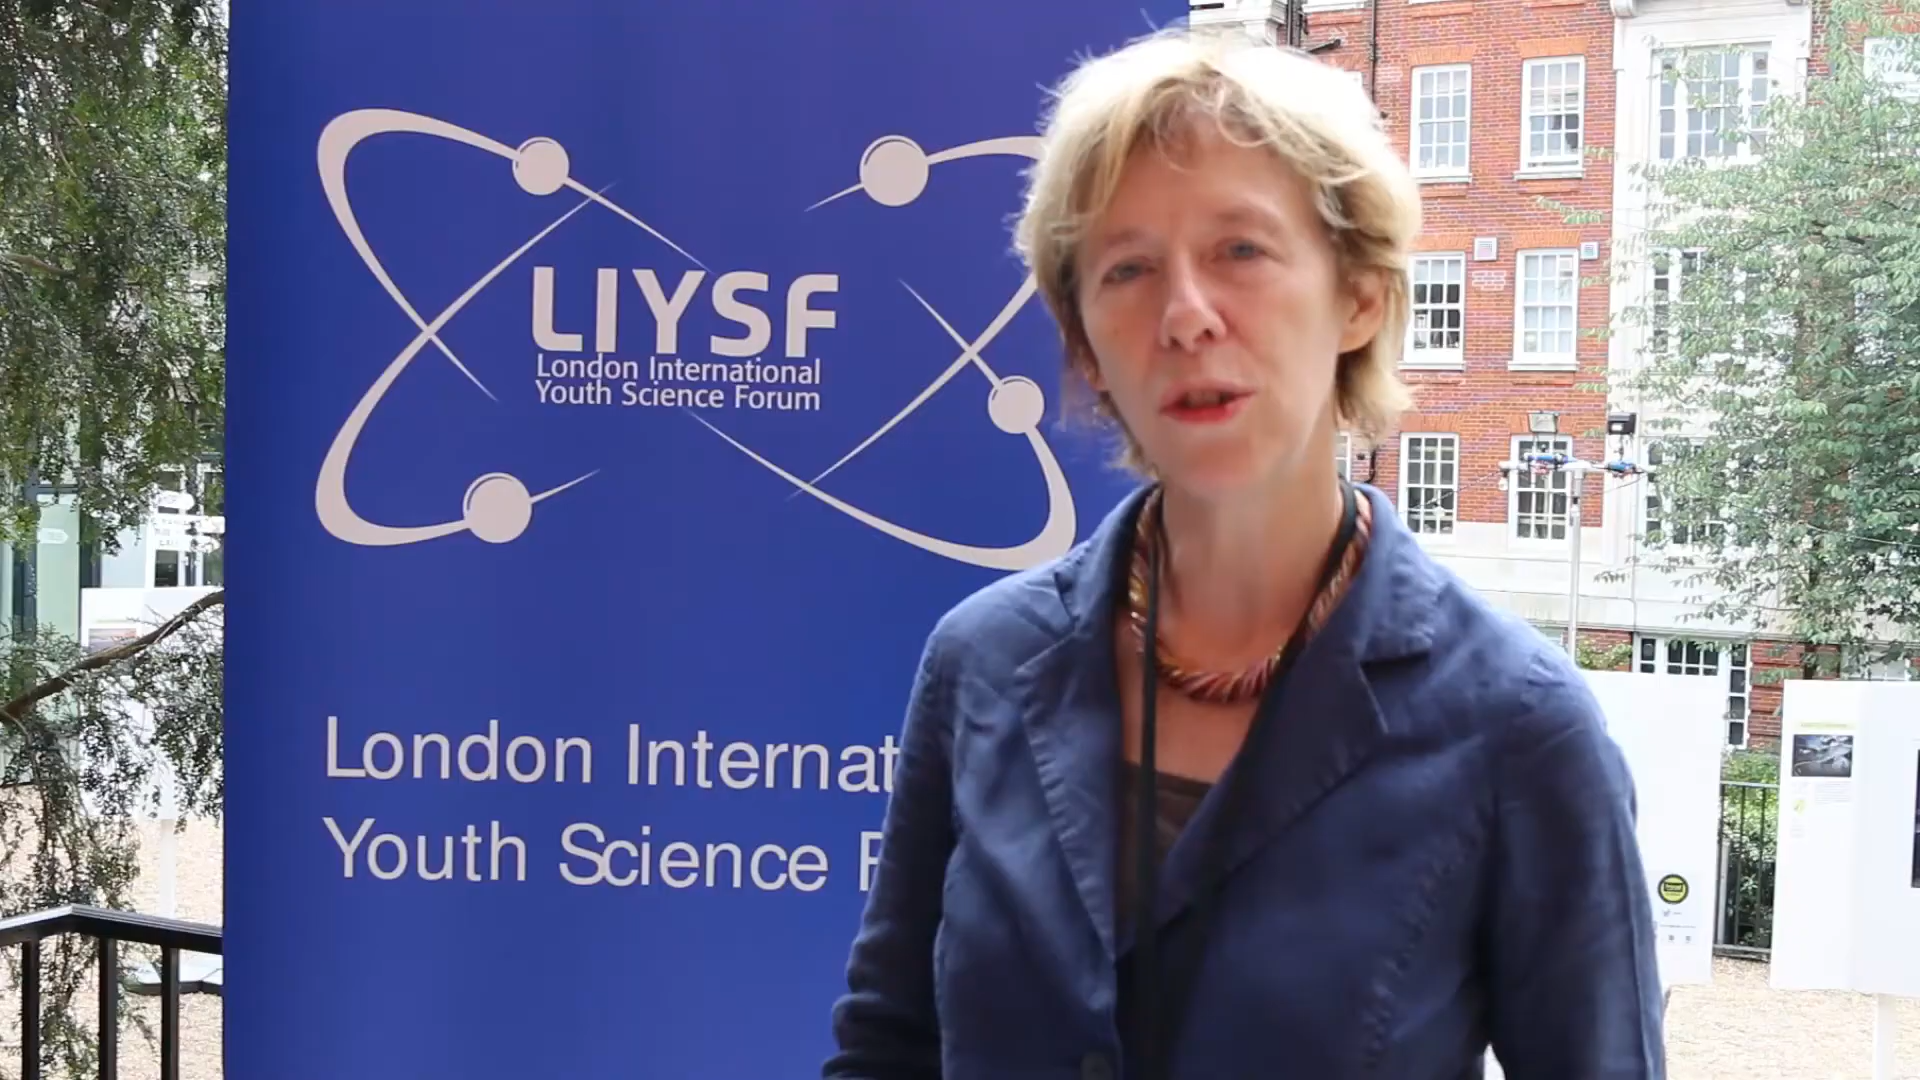 LIYSF
London International
Youth Science Forum
London Internat
Youth Science F